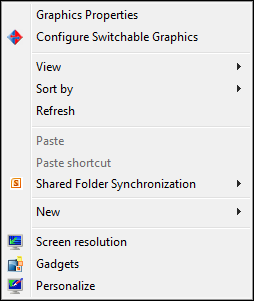 Graphics Properties
Configure Switchable Graphics
View
Sort by
Refresh
Paste
Paste shortcut
Shared Folder Synchronization
New
Screen resolution
Gadgets
Personalize